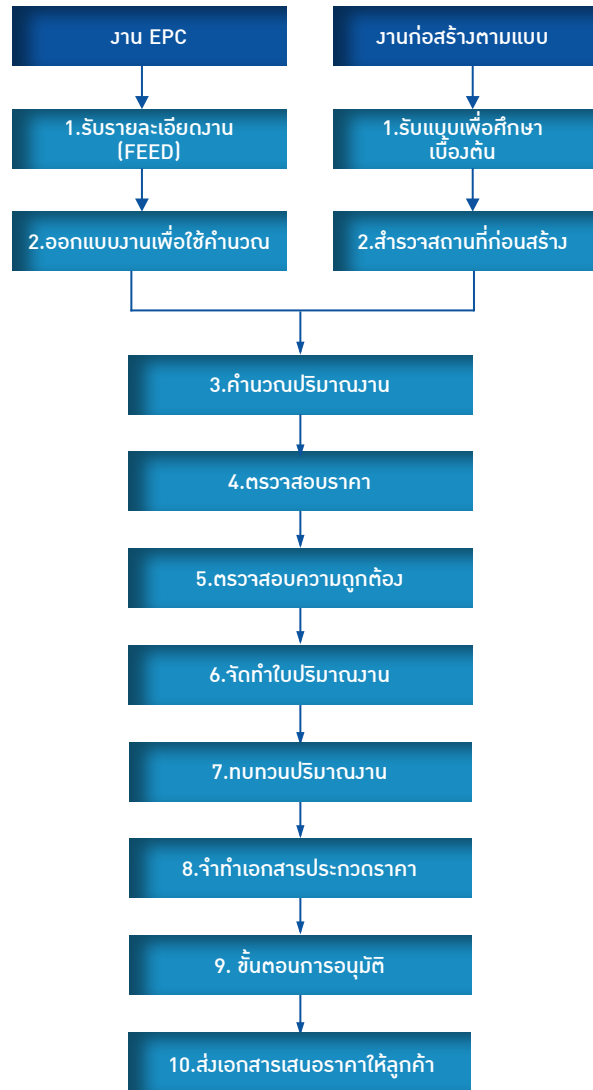 งาน EPC
1.รับรายละเอียดงาน
(FEED)
2.ออกแบบงานเพื่อใช้คำนวณ
งานก่อสร้างตามแบบ
1.รับแบบเพื่อศึกษา
เบื้องต้น
2.สำรวจสถานที่ก่อนสร้าง
3.คำนวณปริมาณงาน
4.ตรวจสอบราคา
5.ตรวจสอบความถูกต้อง
6.จัดทำใบปริมาณงาน
7.ทบทวนปริมาณงาน
8.จำทำเอกสารประกวดราคา
9. ขั้นตอนการอนุมัติ
10.ส่งเอกสารเสนอราคาให้ลูกค้า